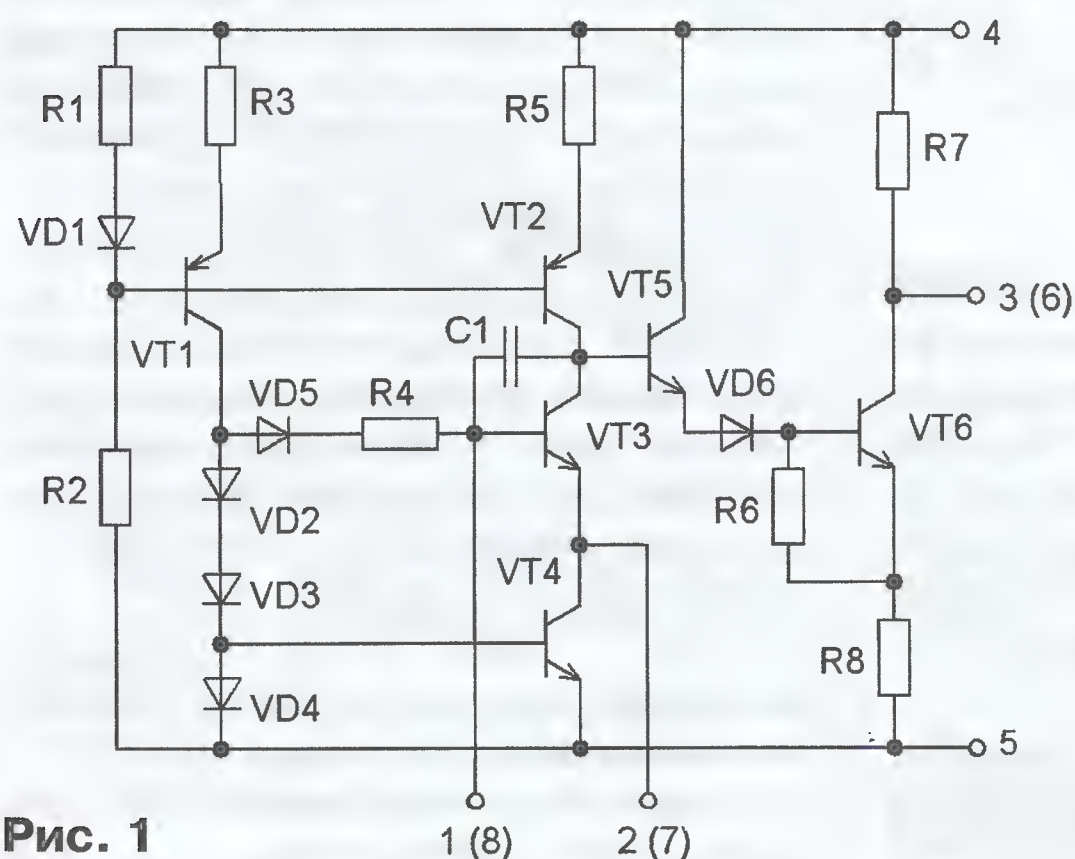 4
R1
R3
R5
R7
VD1
VT2
VT5
3 (6)
C1
VT1
VD5
R4
VD6
VT3
VT6
R2
VD2
R6
VT4
VD3
R8
VD4
5
Рис. 1
1 (8)
2 (7)